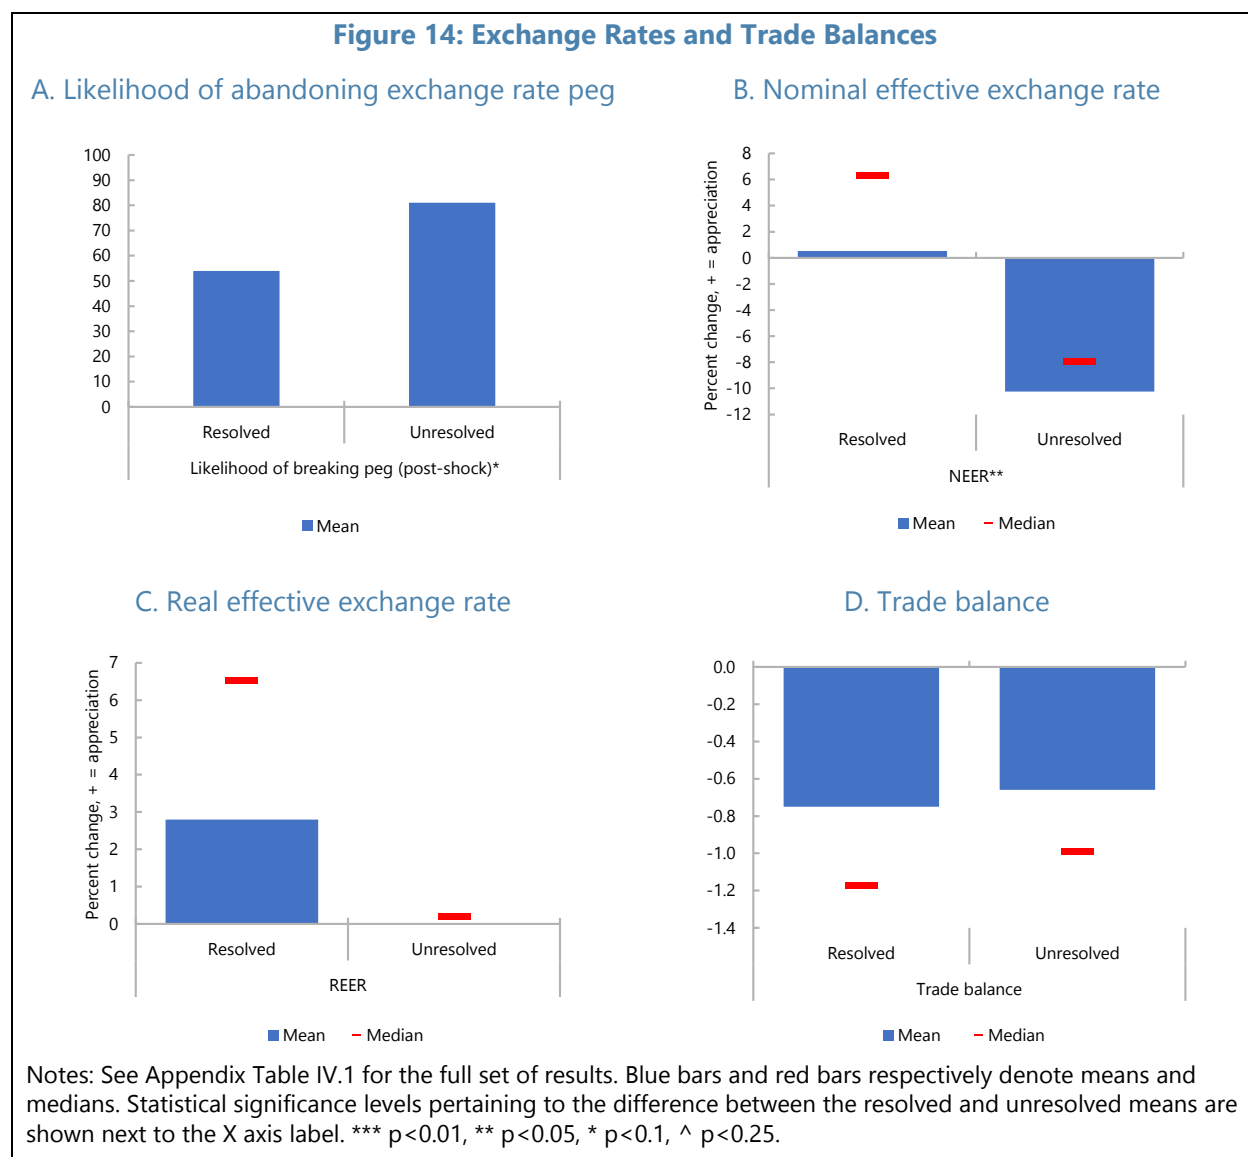 Figure 14: Exchange Rates and Trade Balances
A. Likelihood of abandoning exchange rate peg
100
90
80
70
60
50
40
30
20
10
0
Resolved
Unresolved
Likelihood of breaking peg (post-shock)*
Mean
B. Nominal effective exchange rate
Percent change, + = appreciation
8
6
4
2
0
-2
-4
-6
-8
-10
-12
Resolved
Unresolved
NEER**
Mean
Median
C. Real effective exchange rate
Percent change, + = appreciation
7
6
5
4
3
2
1
0
Resolved
Unresolved
REER
Mean
Median
D. Trade balance
0.0
-0.2
-0.4
-0.6
-0.8
-1.0
-1.2
-1.4
Resolved
Unresolved
Trade balance
Mean
Median
Notes: See Appendix Table IV.1 for the full set of results. Blue bars and red bars respectively denote means and
medians. Statistical significance levels pertaining to the difference between the resolved and unresolved means are
shown next to the X axis label. *** p<0.01, ** p<0.05, * p<0.1, ^ p<0.25.